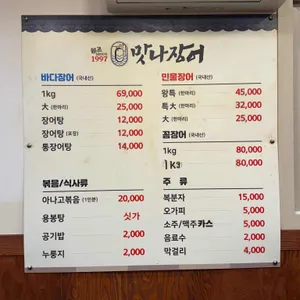 SINCE 1997 맛나장어
바다장어 (국내산)
1kg 69,000
大 (한마리) 25,000
장어탕 12,000
장어탕 (포장) 12,000
통장어탕 14,000
볶음/식사류
아나고볶음 (1인분) 20,000
용봉탕 싯가
공기밥 2,000
누룽지 2,000
민물장어 (국내산)
왕특 (한마리) 45,000
특大 (한마리) 32,000
大 (한마리) 25,000
꼼장어 (국내산)
1kg 80,000
1K 80,000
주 류
복분자 15,000
오가피 5,000
소주/맥주카스 5,000
음료수 2,000
막걸리 4,000